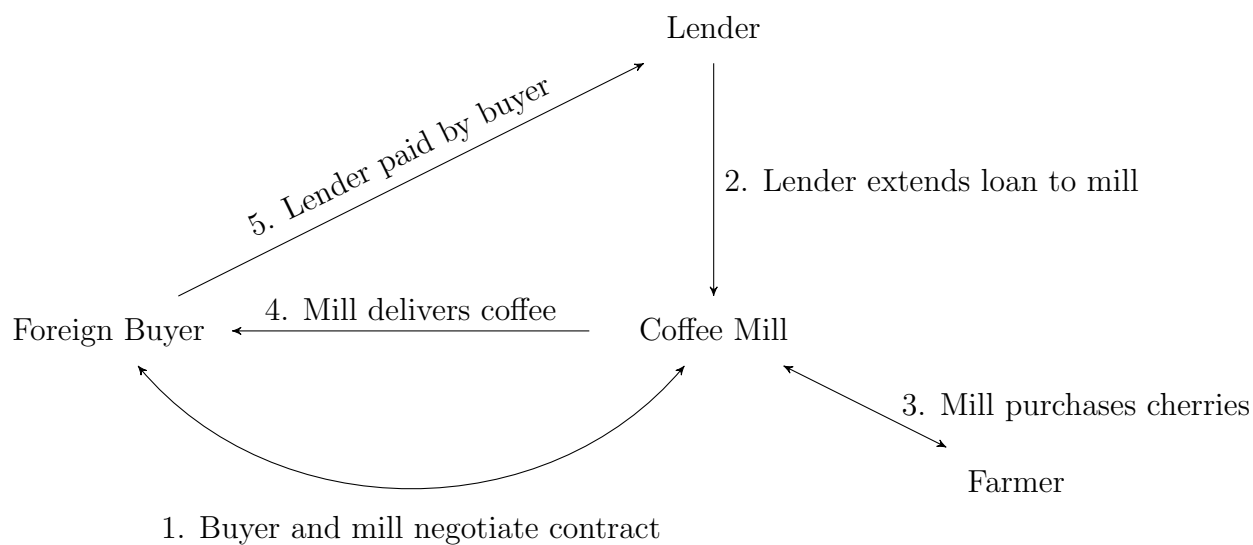 Lender
5. Lender paid by buyer
2. Lender extends loan to mill
4. Mill delivers coffee
Foreign Buyer
Coffee Mill
3. Mill purchases cherries
Farmer
1. Buyer and mill negotiate contract